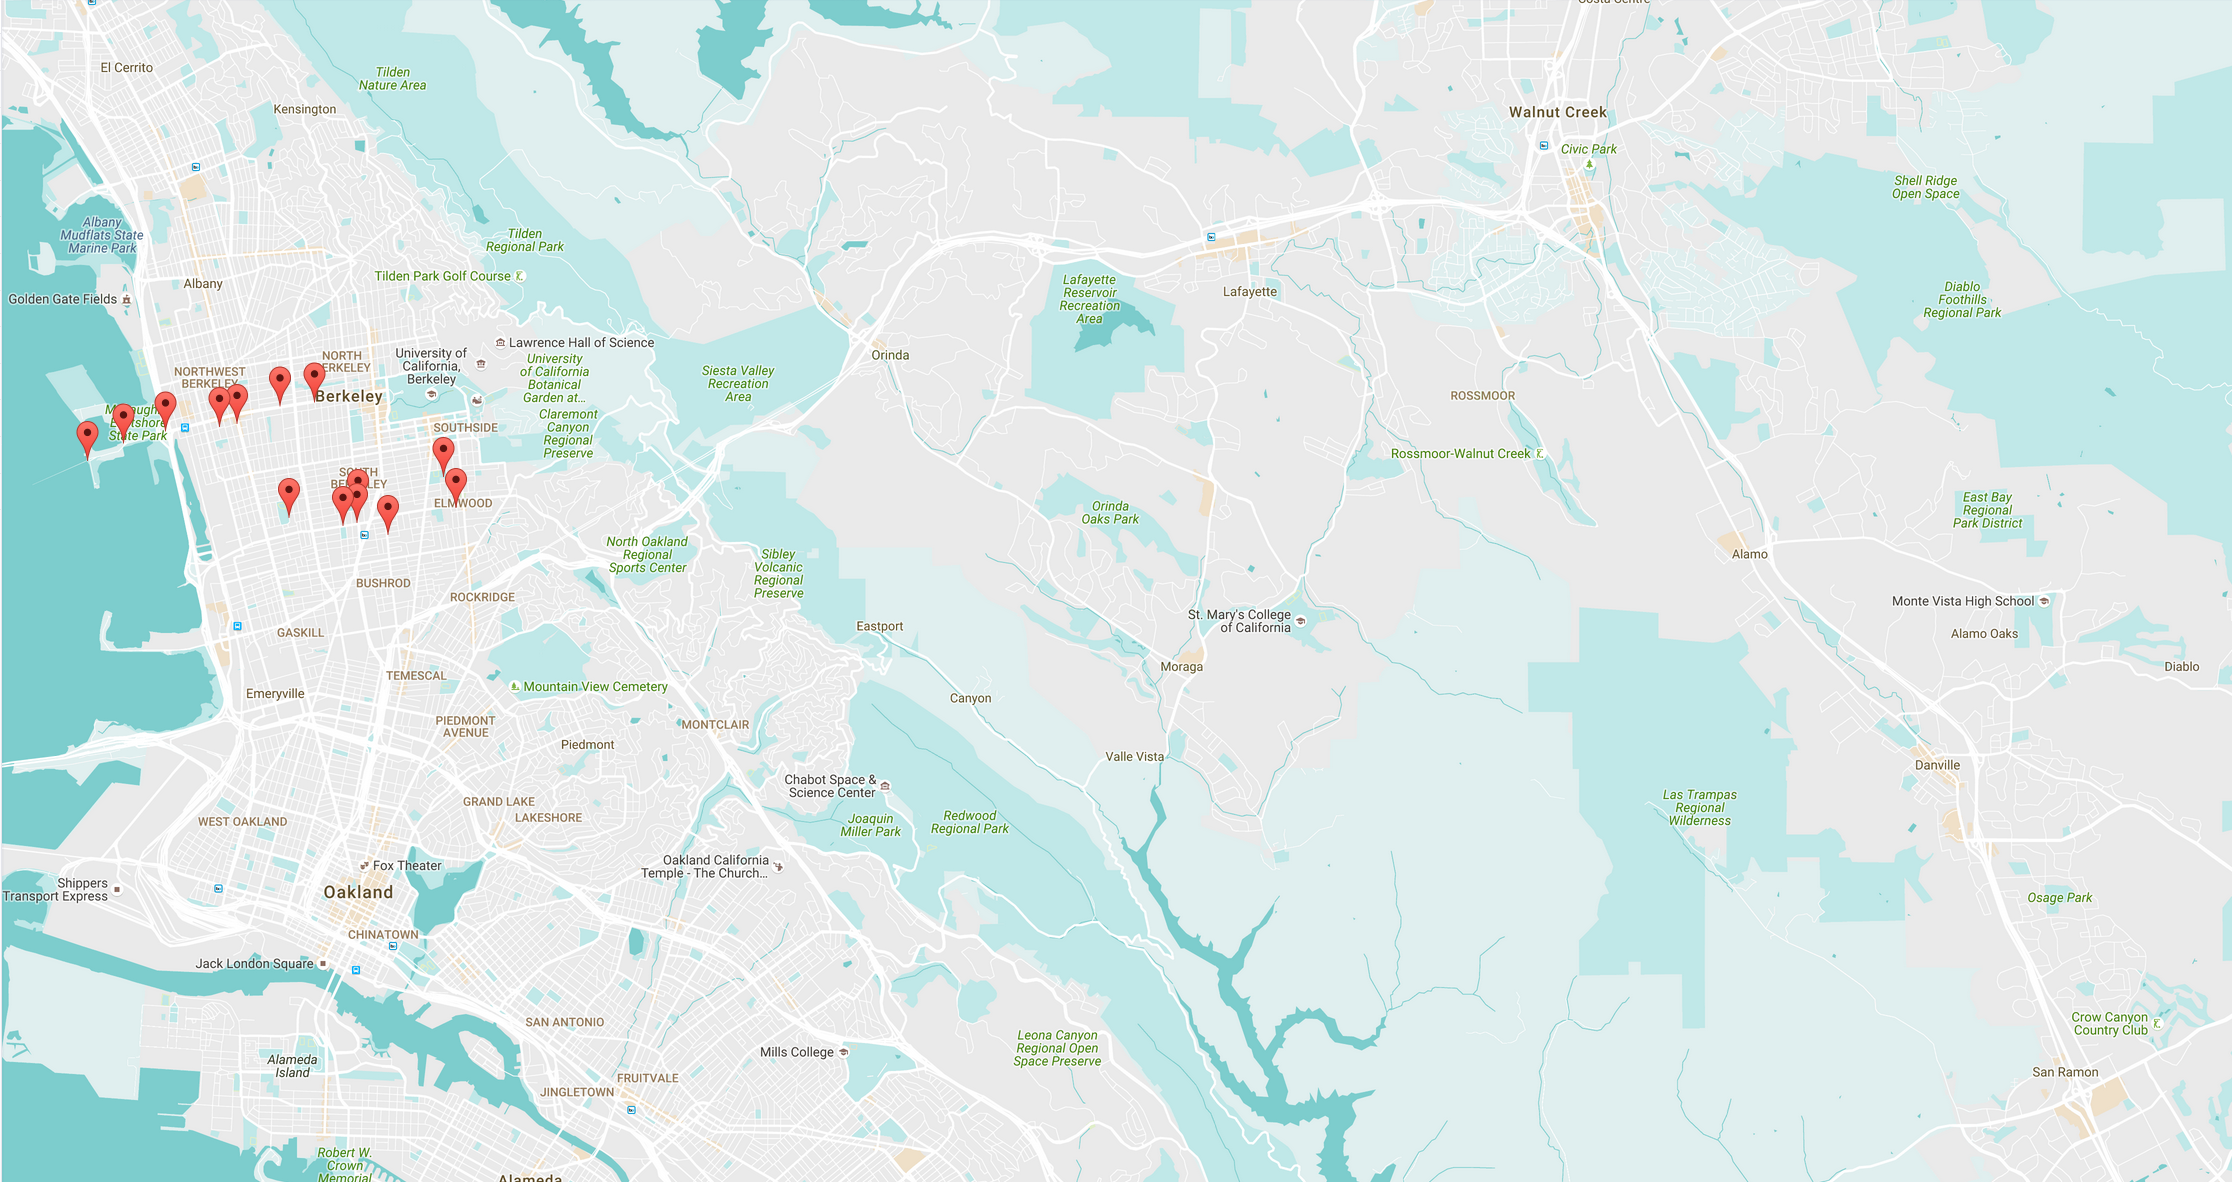 Costa Centre
El Cerrito
Tilden
Nature Area
Kensington
Walnut Creek
Civic Park
Shell Ridge
Open Space
Albany
Mudflats State
Marine Park
Tilden
Regional Park
Tilden Park Golf Course
Albany
Golden Gate Fields
Lafayette
Reservoir
Recreation
Area
Lafayette
Diablo
Foothills
Regional Park
Lawrence Hall of Science
University of
California,
Berkeley
NORTH
BERKELEY
NORTHWEST
BERKELEY
Berkeley
University
of California
Botanical
Garden at...
Siesta Valley
Recreation
Area
Orinda
ROSSMOOR
State Park
Claremont
Canyon
Regional
Preserve
SOUTHSIDE
Rossmoor-Walnut Creek
SOUTH
BERKELEY
ELMWOOD
Orinda
Oaks Park
East Bay
Regional
Park District
North Oakland
Regional
Sports Center
Sibley
Volcanic
Regional
Preserve
Alamo
BUSHROD
ROCKRIDGE
Monte Vista High School
St. Mary's College
of California
Eastport
GASKILL
Alamo Oaks
Moraga
Diablo
TEMESCAL
Mountain View Cemetery
Emeryville
Canyon
PIEDMONT
AVENUE
MONTCLAIR
Piedmont
Valle Vista
Danville
Chabot Space &
Science Center
GRAND LAKE
LAKESHORE
WEST OAKLAND
Joaquin
Miller Park
Redwood
Regional Park
Las Trampas
Regional
Wilderness
Fox Theater
Oakland California
Temple - The Church...
Shippers
Transport Express
Oakland
Osage Park
CHINATOWN
Jack London Square
SAN ANTONIO
Crow Canyon
Country Club
Leona Canyon
Regional Open
Space Preserve
Mills College
Alameda
Island
FRUITVALE
San Ramon
JINGLETOWN
Robert W.
Crown
Memorial
Alameda